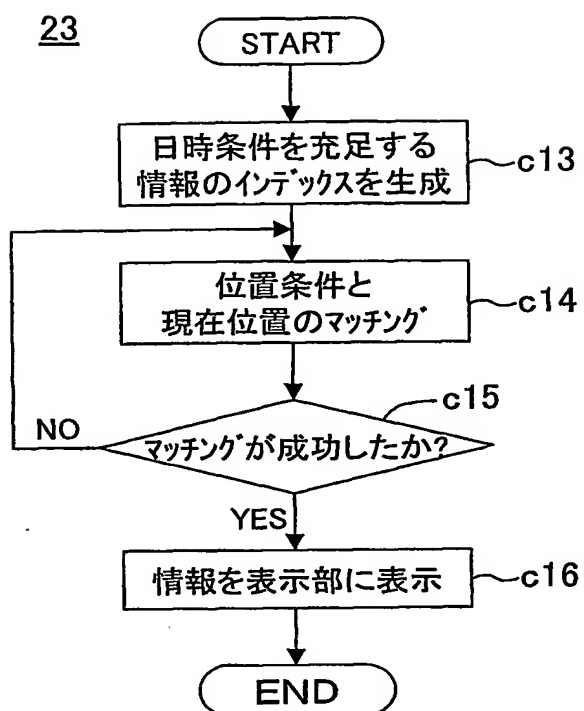 23
START
日時条件を充足する
情報のインデックスを生成
c13
位置条件と
現在位置のマッチング
c14
c15
NO
マッチングが成功したか?
YES
情報を表示部に表示
c16
END